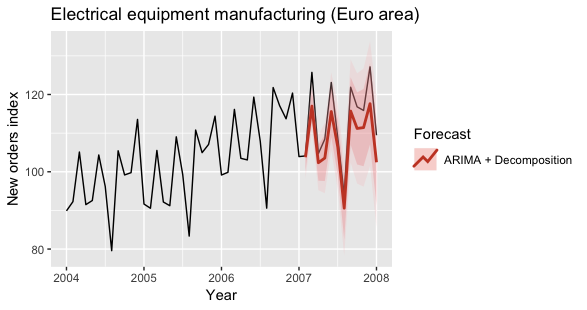 Electrical equipment manufacturing (Euro area)
New orders index
120
100
80
2004
2005
2006
2007
2008
Year
Forecast
ARIMA + Decomposition